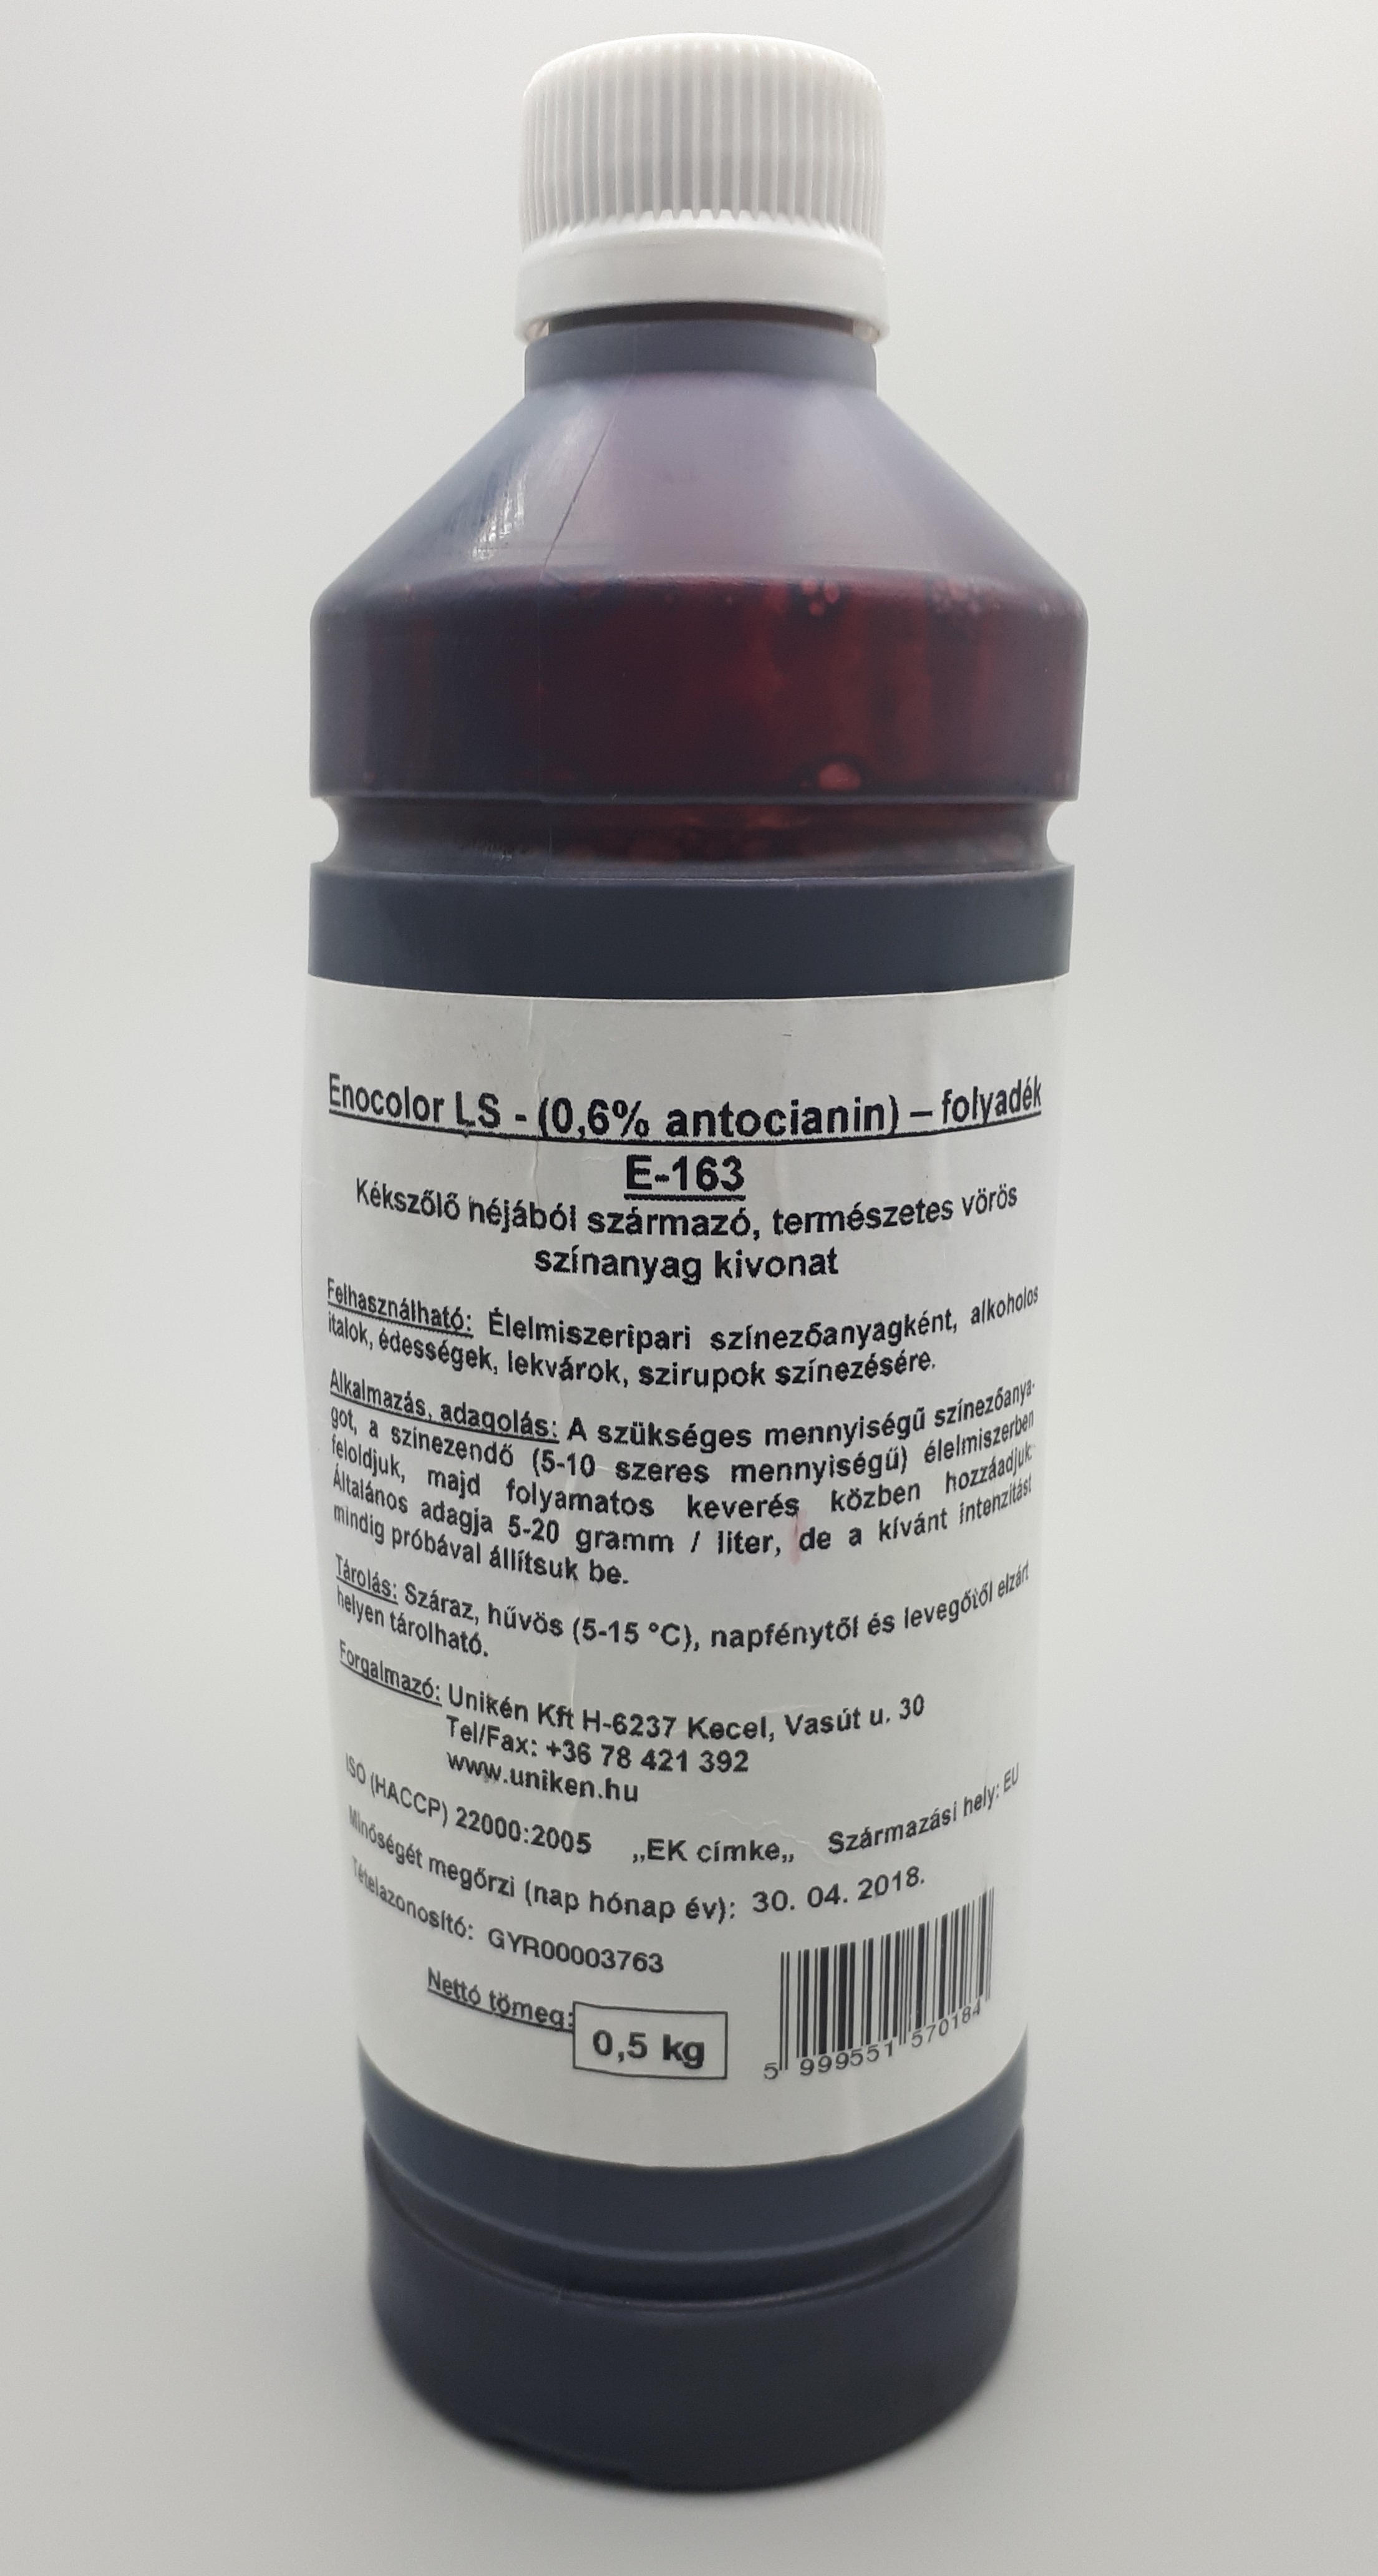 Enocolor LS - (0,6% antocianin) – folyadék
E-163
Kékszőlő héjából származó, természetes vörös
színanyag kivonat
Felhasználható: Élelmiszeripari színezőanyagként, alkoholos
italok, édességek, lekvárok, szirupok színezésére.
Alkalmazás, adagolás: A szükséges mennyiségű színezőanya-
got, a színezendő (5-10 szeres mennyiségű) élelmiszerben
feloldjuk, majd folyamatos keverés közben hozzáadjuk.
Általános adagja 5-20 gramm / liter, de a kívánt intenzitást
mindig próbával állítsuk be.
Tárolás: Száraz, hűvös (5-15 °C), napfénytől és levegőtől elzárt
helyen tárolható.
Forgalmazó: Unikén Kft H-6237 Kecel, Vasút u. 30
Tel/Fax: +36 78 421 392
www.uniken.hu
ISO (HACCP) 22000:2005 „EK címke„ Származási hely: EU
Minőségét megőrzi (nap hónap év): 30. 04. 2018.
Tételazonosító: GYR00003763
Nettó tömeg: 0,5 kg
5 999551 570184